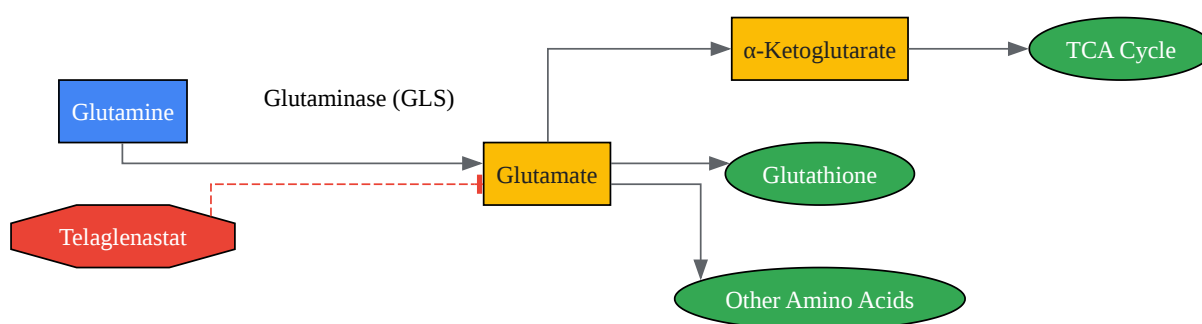 α-Ketoglutarate
TCA Cycle
Glutaminase (GLS)
Glutamine
Glutamate
Glutathione
Telaglenastat
Other Amino Acids